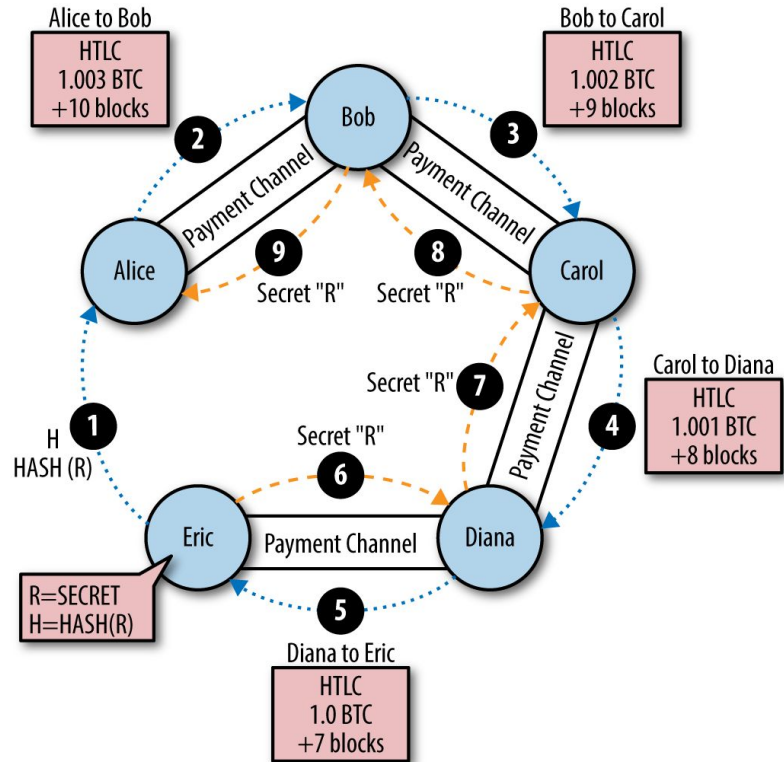 Alice to Bob
HTLC
1.003 BTC
+10 blocks
Bob to Carol
HTLC
1.002 BTC
+9 blocks
2
Bob
3
Payment Channel
Payment Channel
Alice
9
Secret "R"
8
Secret "R"
Carol
1
H
HASH (R)
7
Secret "R"
Payment Channel
4
Carol to Diana
HTLC
1.001 BTC
+8 blocks
Secret "R"
6
Eric
Payment Channel
Diana
R=SECRET
H=HASH(R)
5
Diana to Eric
HTLC
1.0 BTC
+7 blocks